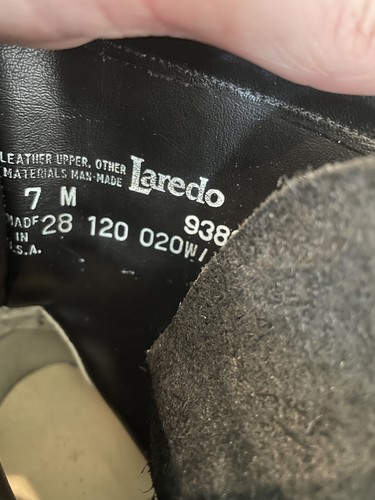 LEATHER UPPER, OTHER
MATERIALS MAN-MADE
Laredo
7 M
MADE IN U.S.A.
28 120 020W/
938